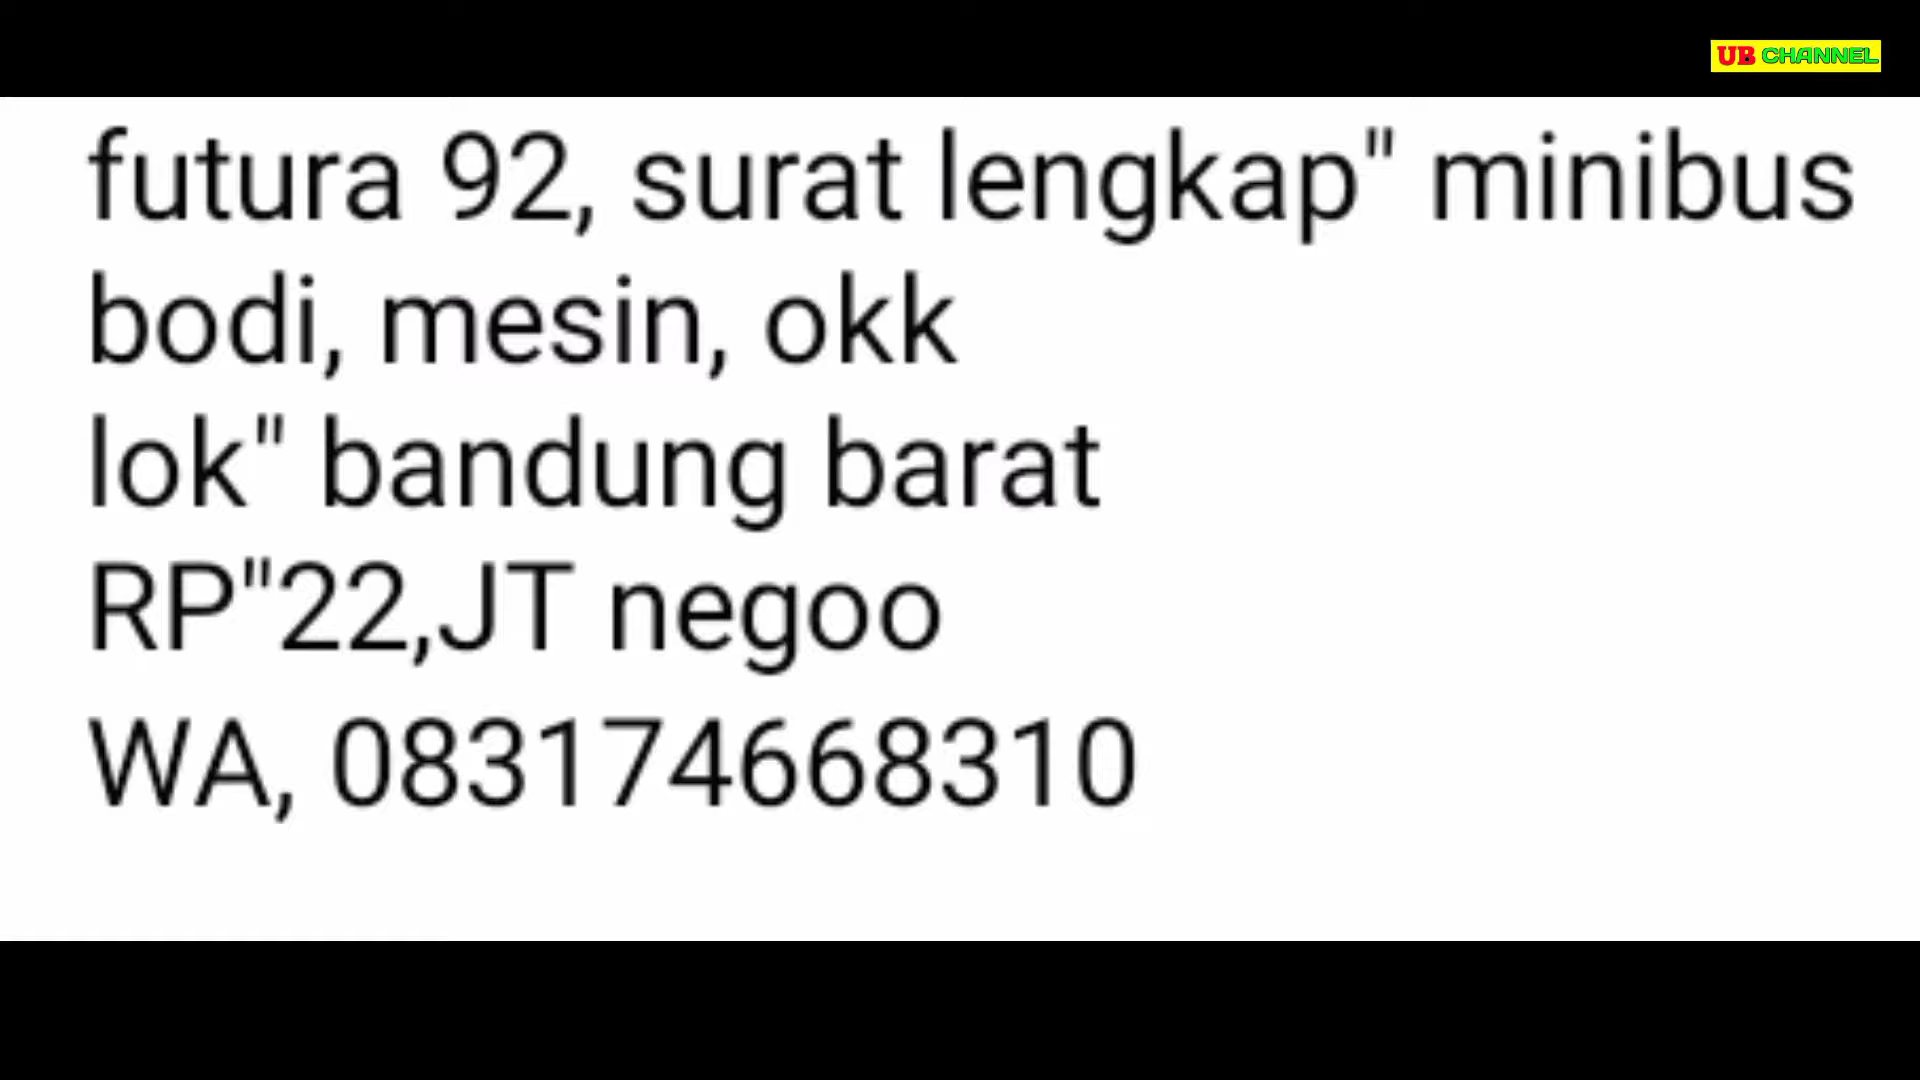 UB CHANNEL
futura 92, surat lengkap" minibus
bodi, mesin, okk
lok" bandung barat
RP"22,JT negoo
WA, 083174668310